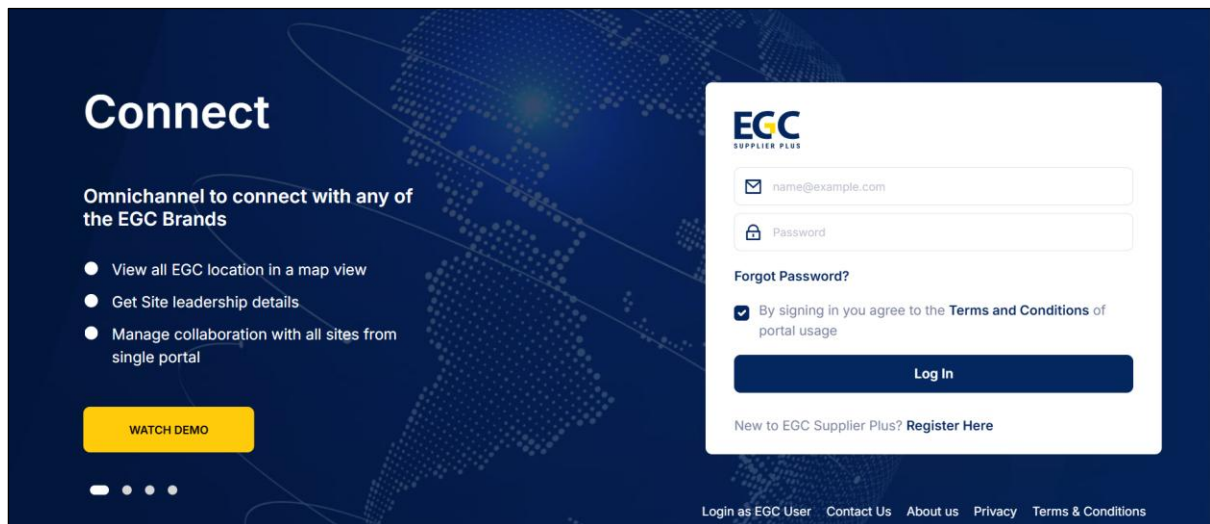 Connect
Omnichannel to connect with any of
the EGC Brands
View all EGC location in a map view
Get Site leadership details
Manage collaboration with all sites from
single portal
WATCH DEMO
EGC
SUPPLIER PLUS
name@example.com
Password
Forgot Password?
By signing in you agree to the Terms and Conditions of
portal usage
Log In
New to EGC Supplier Plus? Register Here
Login as EGC User Contact Us About us Privacy Terms & Conditions